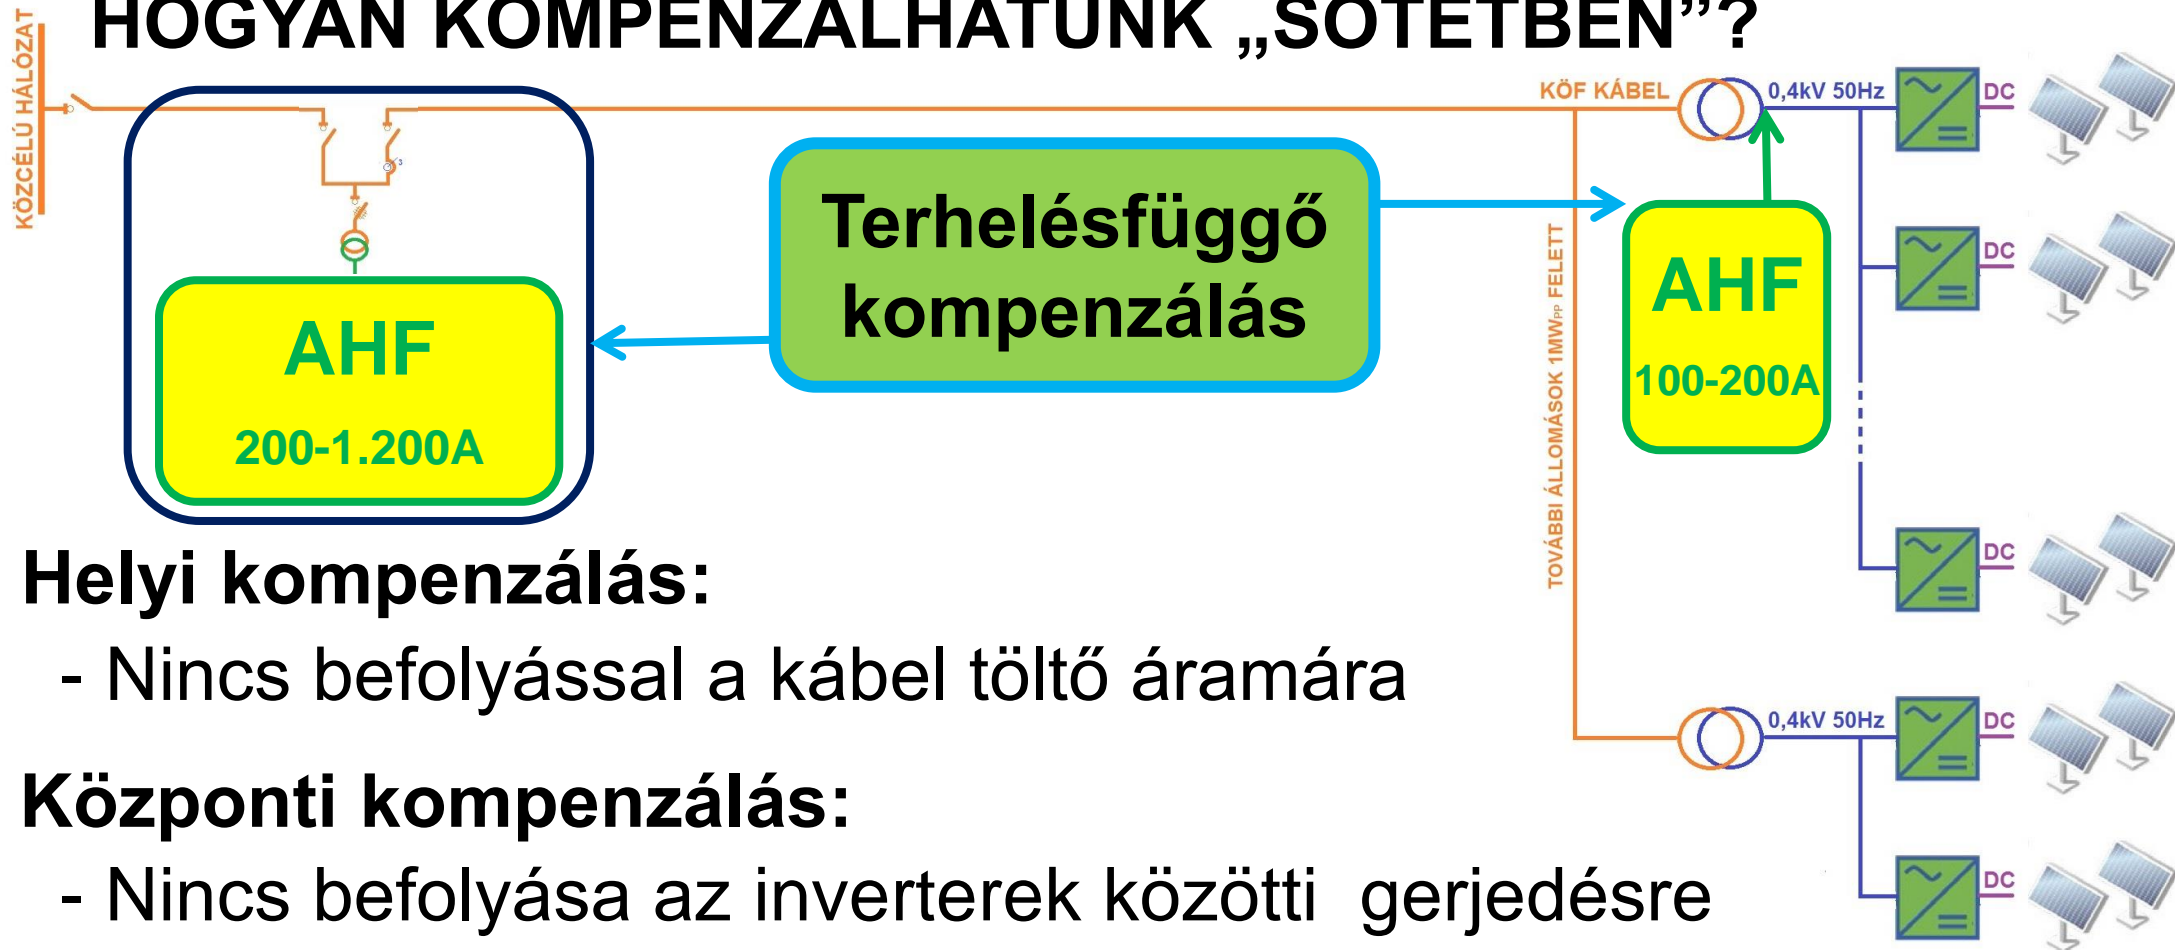 HOGYAN KOMPENZÁLHATUNK „SÖTÉTBEN”?
KÖZCÉLÚ HÁLÓZAT
KÖF KÁBEL
0,4kV 50Hz
DC
3
Terhelésfüggő
kompenzálás
AHF
200-1.200A
AHF
100-200A
DC
TOVÁBBI ÁLLOMÁSOK 1MWPP FELETT
DC
Helyi kompenzálás:
- Nincs befolyással a kábel töltő áramára
0,4kV 50Hz
DC
Központi kompenzálás:
- Nincs befolyása az inverterek közötti gerjedésre
DC